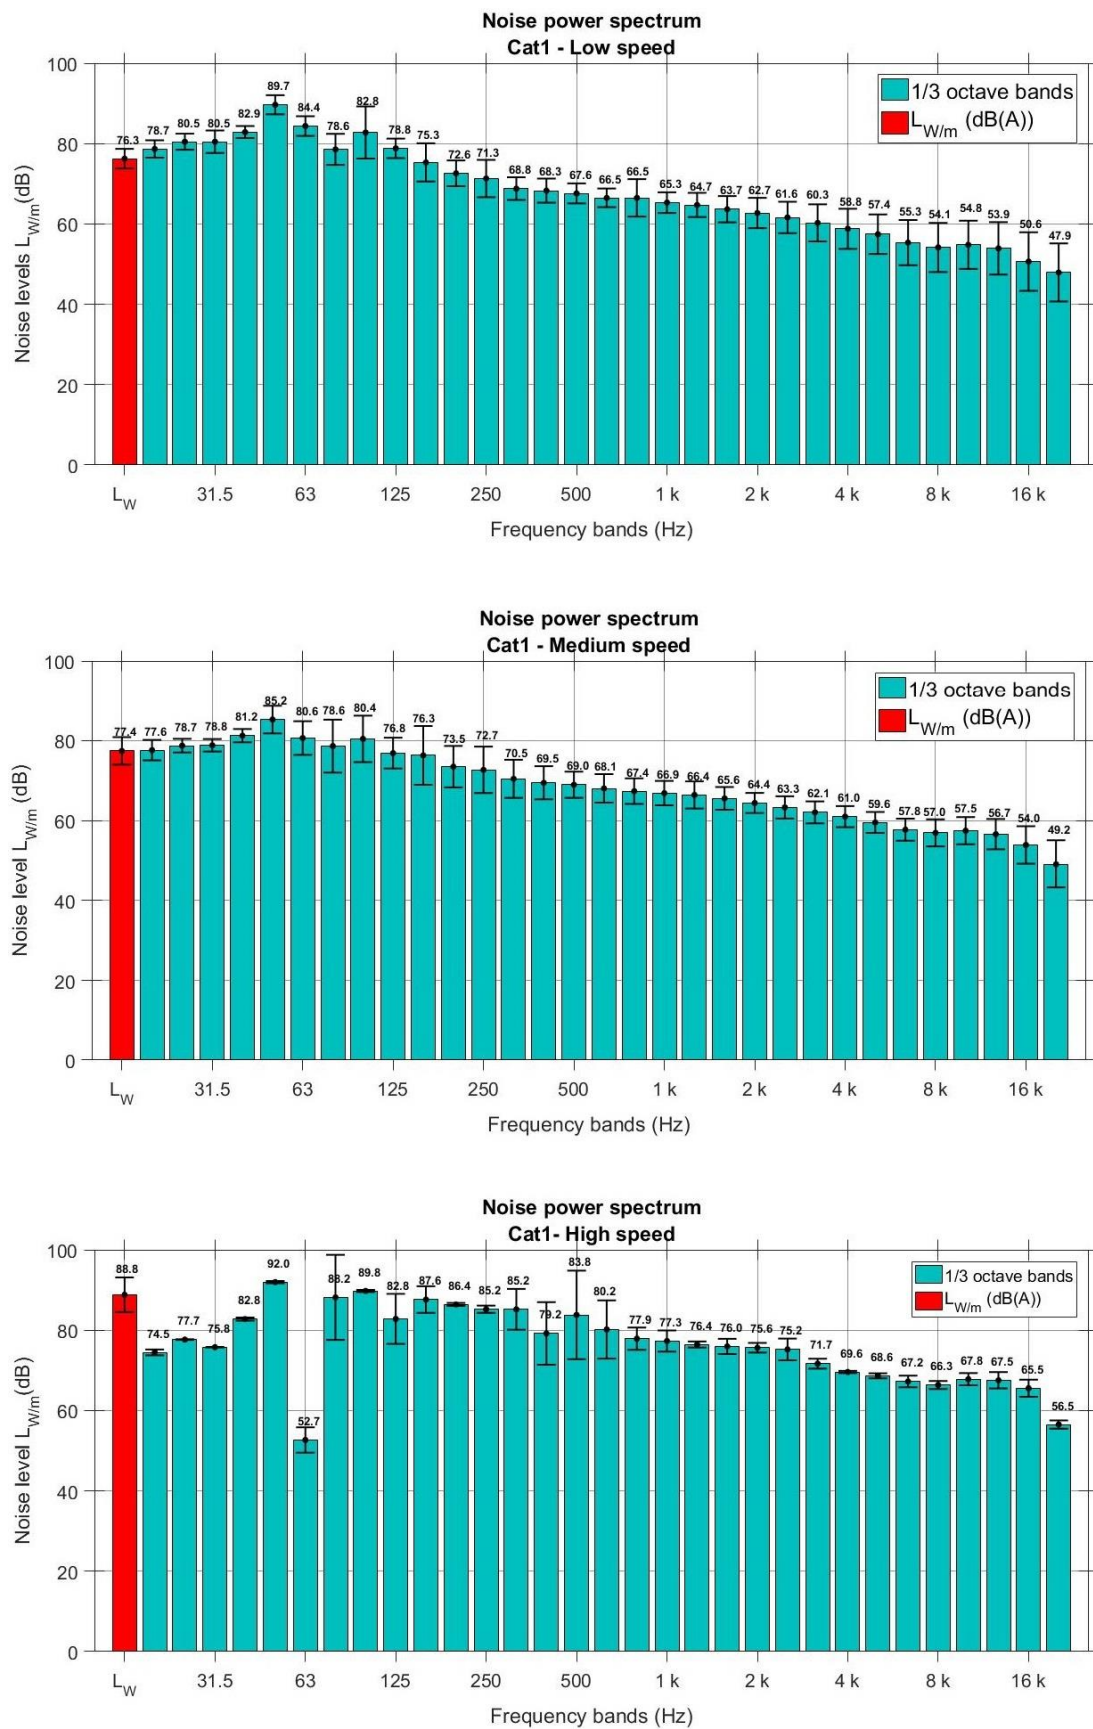 Noise power spectrum
Cat1 - Low speed
Noise levels L_W/m(dB)
100
80
60
40
20
0
76.3 78.7 80.5 80.5 82.9 89.7 84.4 78.6 82.8 78.8 75.3 72.6 71.3 68.8 68.3 67.6 66.5 66.5 65.3 64.7 63.7 62.7 61.6 60.3 58.8 57.4 55.3 54.1 54.8 53.9 50.6 47.9
1/3 octave bands
L_W/m (dB(A))
L_W 31.5 63 125 250 500 1 k 2 k 4 k 8 k 16 k
Frequency bands (Hz)
Noise power spectrum
Cat1 - Medium speed
Noise level L_W/m (dB)
100
80
60
40
20
0
77.4 77.6 78.7 78.8 81.2 85.2 80.6 78.6 80.4 76.8 76.3 73.5 72.7 70.5 69.5 69.0 68.1 67.4 66.9 66.4 65.6 64.4 63.3 62.1 61.0 59.6 57.8 57.0 57.5 56.7 54.0 49.2
1/3 octave bands
L_W/m (dB(A))
L_W 31.5 63 125 250 500 1 k 2 k 4 k 8 k 16 k
Frequency bands (Hz)
Noise power spectrum
Cat1- High speed
Noise level L_W/m(dB)
100
80
60
40
20
0
88.8 74.5 77.7 75.8 82.8 92.0 52.7 88.2 89.8 82.8 87.6 86.4 85.2 85.2 79.2 83.8 80.2 77.9 77.3 76.4 76.0 75.6 75.2 71.7 69.6 68.6 67.2 66.3 67.8 67.5 65.5 56.5
1/3 octave bands
L_W/m (dB(A))
L_W 31.5 63 125 250 500 1 k 2 k 4 k 8 k 16 k
Frequency bands (Hz)